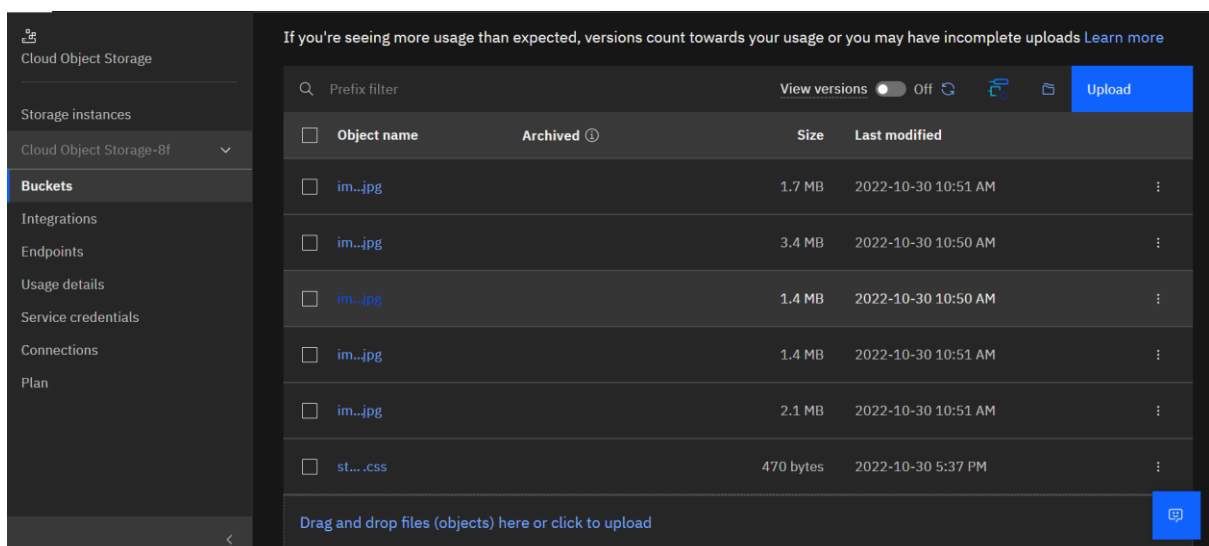 Cloud Object Storage
Storage instances
Cloud Object Storage-8f
Buckets
Integrations
Endpoints
Usage details
Service credentials
Connections
Plan
If you're seeing more usage than expected, versions count towards your usage or you may have incomplete uploads Learn more
Prefix filter View versions Off Upload
Object name Archived Size Last modified
im...jpg 1.7 MB 2022-10-30 10:51 AM
im...jpg 3.4 MB 2022-10-30 10:50 AM
im...jpg 1.4 MB 2022-10-30 10:50 AM
im...jpg 1.4 MB 2022-10-30 10:51 AM
im...jpg 2.1 MB 2022-10-30 10:51 AM
st... .css 470 bytes 2022-10-30 5:37 PM
Drag and drop files (objects) here or click to upload